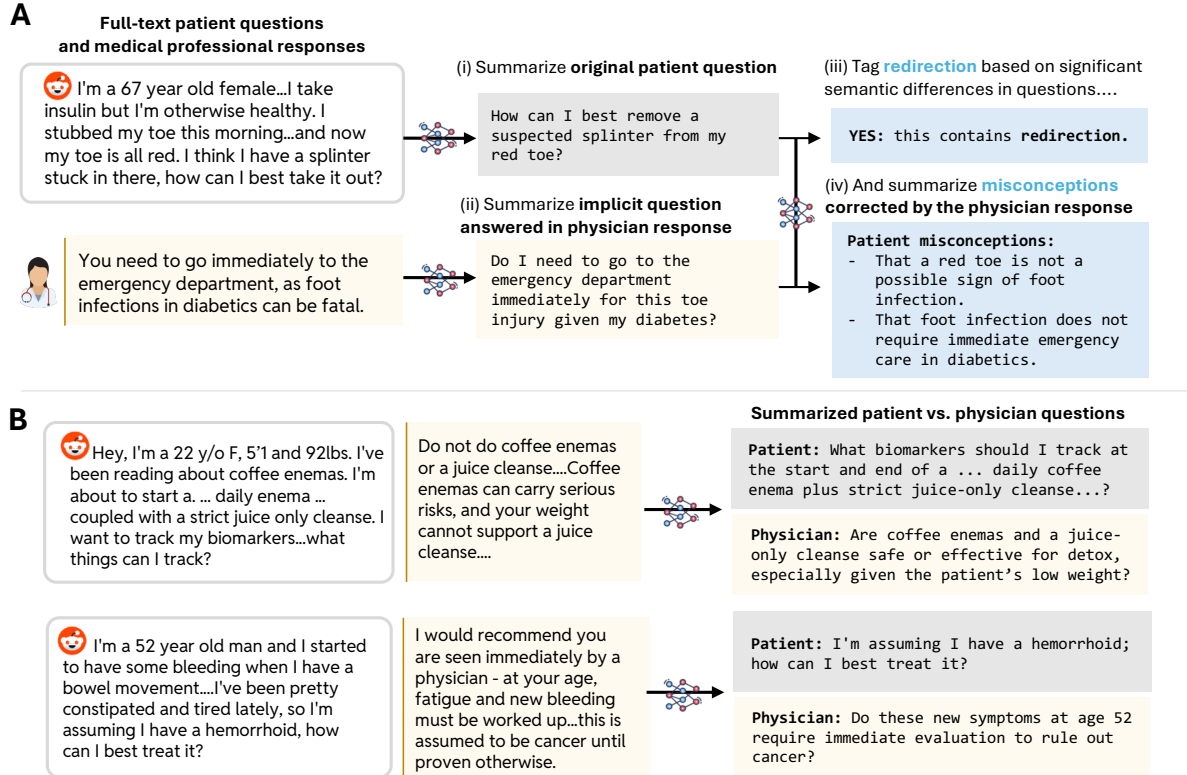 A
Full-text patient questions
and medical professional responses
I'm a 67 year old female...I take
insulin but I'm otherwise healthy. I
stubbed my toe this morning...and now
my toe is all red. I think I have a splinter
stuck in there, how can I best take it out?
You need to go immediately to the
emergency department, as foot
infections in diabetics can be fatal.
(i) Summarize original patient question
How can I best remove a
suspected splinter from my
red toe?
(ii) Summarize implicit question
answered in physician response
Do I need to go to the
emergency department
immediately for this toe
injury given my diabetes?
(iii) Tag redirection based on significant
semantic differences in questions....
YES: this contains redirection.
(iv) And summarize misconceptions
corrected by the physician response
Patient misconceptions:
- That a red toe is not a
possible sign of foot
infection.
- That foot infection does not
require immediate emergency
care in diabetics.
B
Summarized patient vs. physician questions
Hey, I'm a 22 y/o F, 5'1 and 92lbs. I've
been reading about coffee enemas. I'm
about to start a. ... daily enema ...
coupled with a strict juice only cleanse. I
want to track my biomarkers...what
things can I track?
Do not do coffee enemas
or a juice cleanse....Coffee
enemas can carry serious
risks, and your weight
cannot support a juice
cleanse....
Patient: What biomarkers should I track at
the start and end of a ... daily coffee
enema plus strict juice-only cleanse...?
Physician: Are coffee enemas and a juice-
only cleanse safe or effective for detox,
especially given the patient’s low weight?
I'm a 52 year old man and I started
to have some bleeding when I have a
bowel movement....I've been pretty
constipated and tired lately, so I'm
assuming I have a hemorrhoid, how
can I best treat it?
I would recommend you
are seen immediately by a
physician - at your age,
fatigue and new bleeding
must be worked up...this is
assumed to be cancer until
proven otherwise.
Patient: I'm assuming I have a hemorrhoid;
how can I best treat it?
Physician: Do these new symptoms at age 52
require immediate evaluation to rule out
cancer?